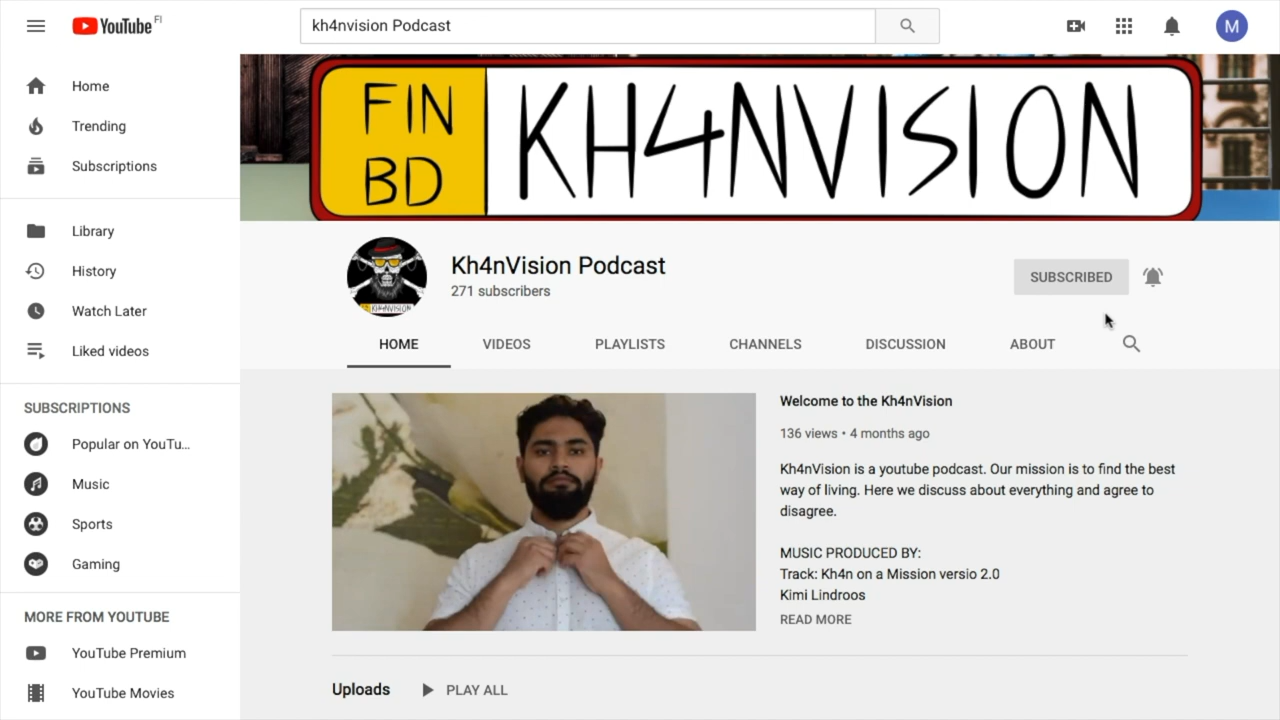 YouTube FI
kh4nvision Podcast
M
Home
Trending
Subscriptions
Library
History
Watch Later
Liked videos
SUBSCRIPTIONS
Popular on YouTu...
Music
Sports
Gaming
MORE FROM YOUTUBE
YouTube Premium
YouTube Movies
FIN
BD
KH4NVISION
KH4NVISION
Kh4nVision Podcast
271 subscribers
SUBSCRIBED
HOME VIDEOS PLAYLISTS CHANNELS DISCUSSION ABOUT
Welcome to the Kh4nVision
136 views • 4 months ago
Kh4nVision is a youtube podcast. Our mission is to find the best
way of living. Here we discuss about everything and agree to
disagree.
MUSIC PRODUCED BY:
Track: Kh4n on a Mission versio 2.0
Kimi Lindroos
READ MORE
Uploads PLAY ALL